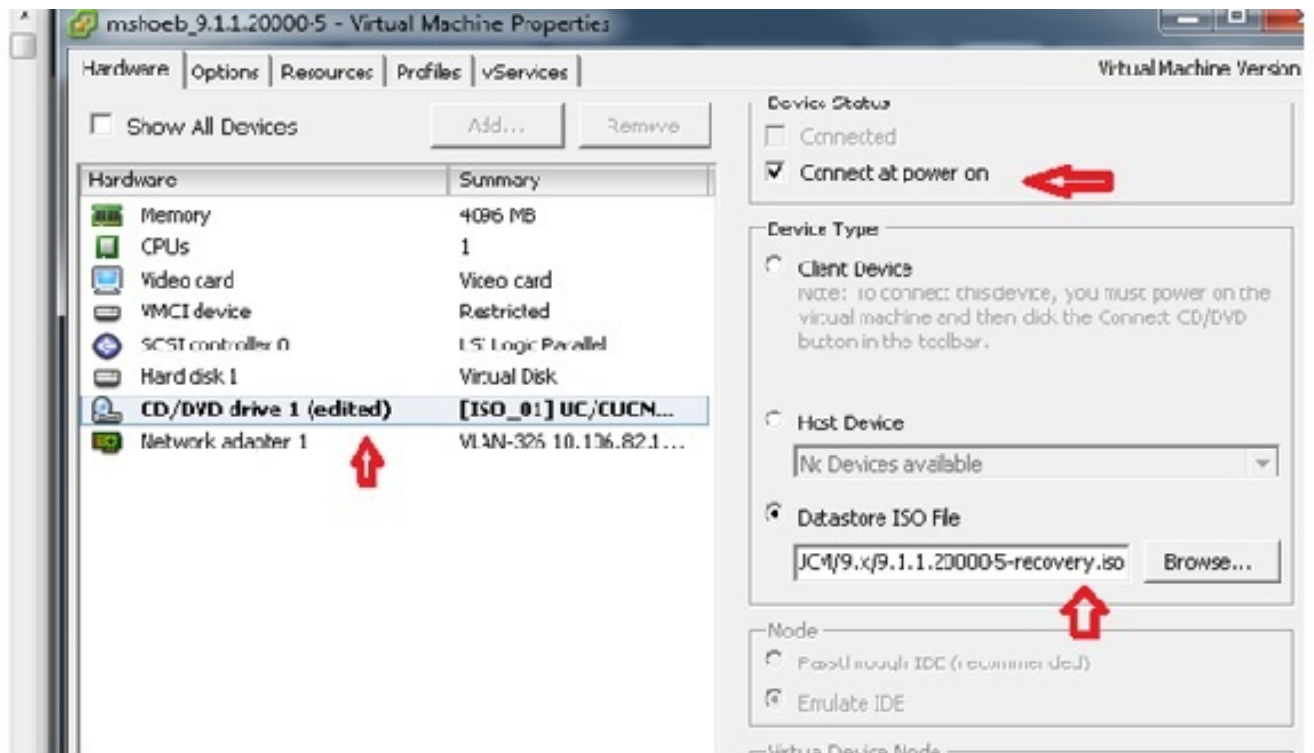 mshoeb_9.1.1.20000-5 - Virtual Machine Properties
Hardware Options Resources Profiles vServices
Virtual Machine Version
Show All Devices
Add...
Remove
Hardware Summary
Memory 4096 MB
CPUs 1
Video card Video card
VMCI device Restricted
SCSI controller 0 LSI Logic Parallel
Hard disk 1 Virtual Disk
CD/DVD drive 1 (edited) [ISO_01] UC/CUCN...
Network adapter 1 VLAN-326 10.106.82.1...
Device Status
Connected
Connect at power on
Device Type
Client Device
Note: To connect this device, you must power on the
virtual machine and then click the Connect CD/DVD
button in the toolbar.
Host Device
No Devices available
Datastore ISO File
UCM/9.x/9.1.1.20000-5-recovery.iso
Browse...
Node
Passthrough IDE (recommended)
Emulate IDE
Virtual Device Node